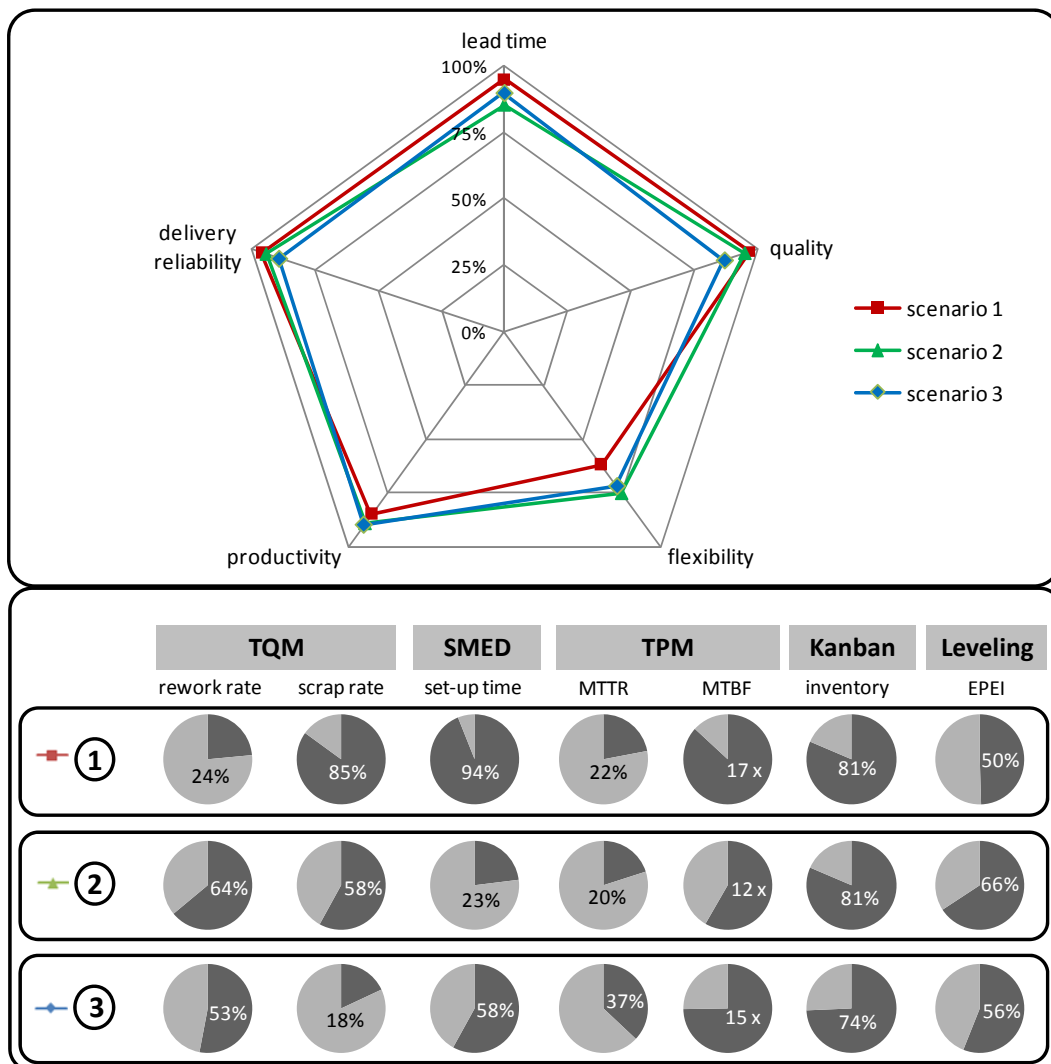 lead time
100%
75%
50%
25%
0%
delivery
reliability
quality
productivity
flexibility
scenario 1
scenario 2
scenario 3
TQM SMED TPM Kanban Leveling
rework rate scrap rate set-up time MTTR MTBF inventory EPEI
1 24% 85% 94% 22% 17 x 81% 50%
2 64% 58% 23% 20% 12 x 81% 66%
3 53% 18% 58% 37% 15 x 74% 56%